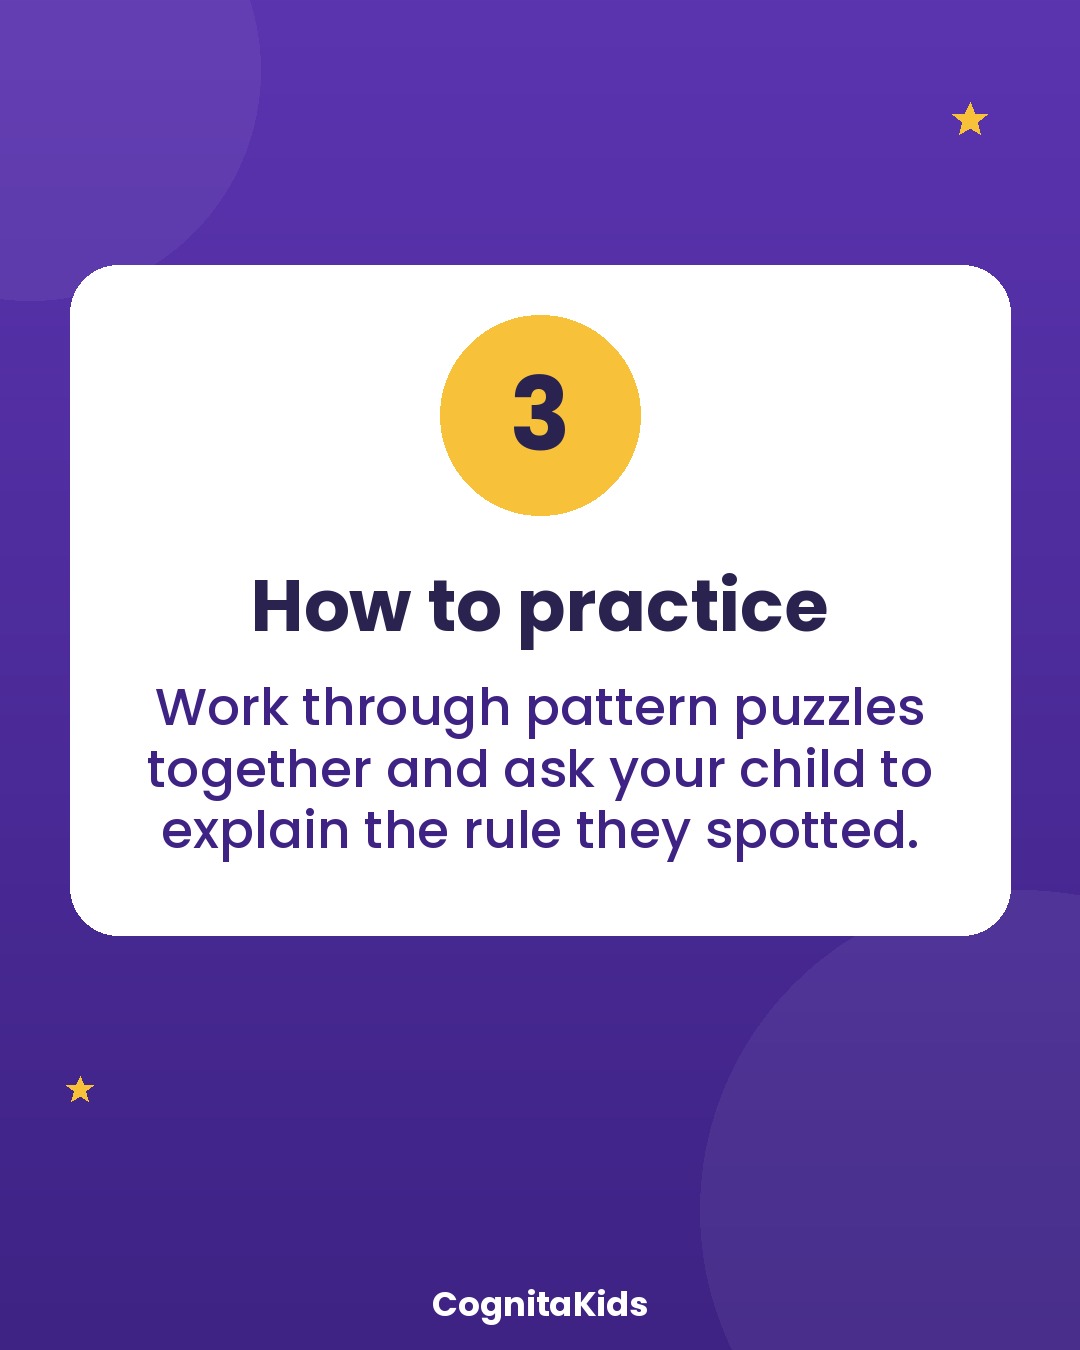 3
How to practice
Work through pattern puzzles
together and ask your child to
explain the rule they spotted.
CognitaKids